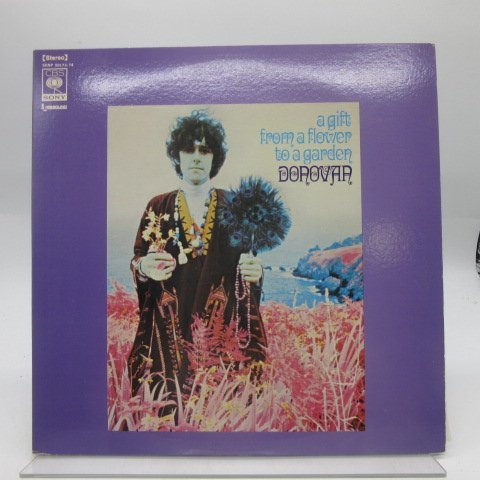 [Stereo]
CBS
SONY
a gift
from a flower
to a garden
DONOVAN